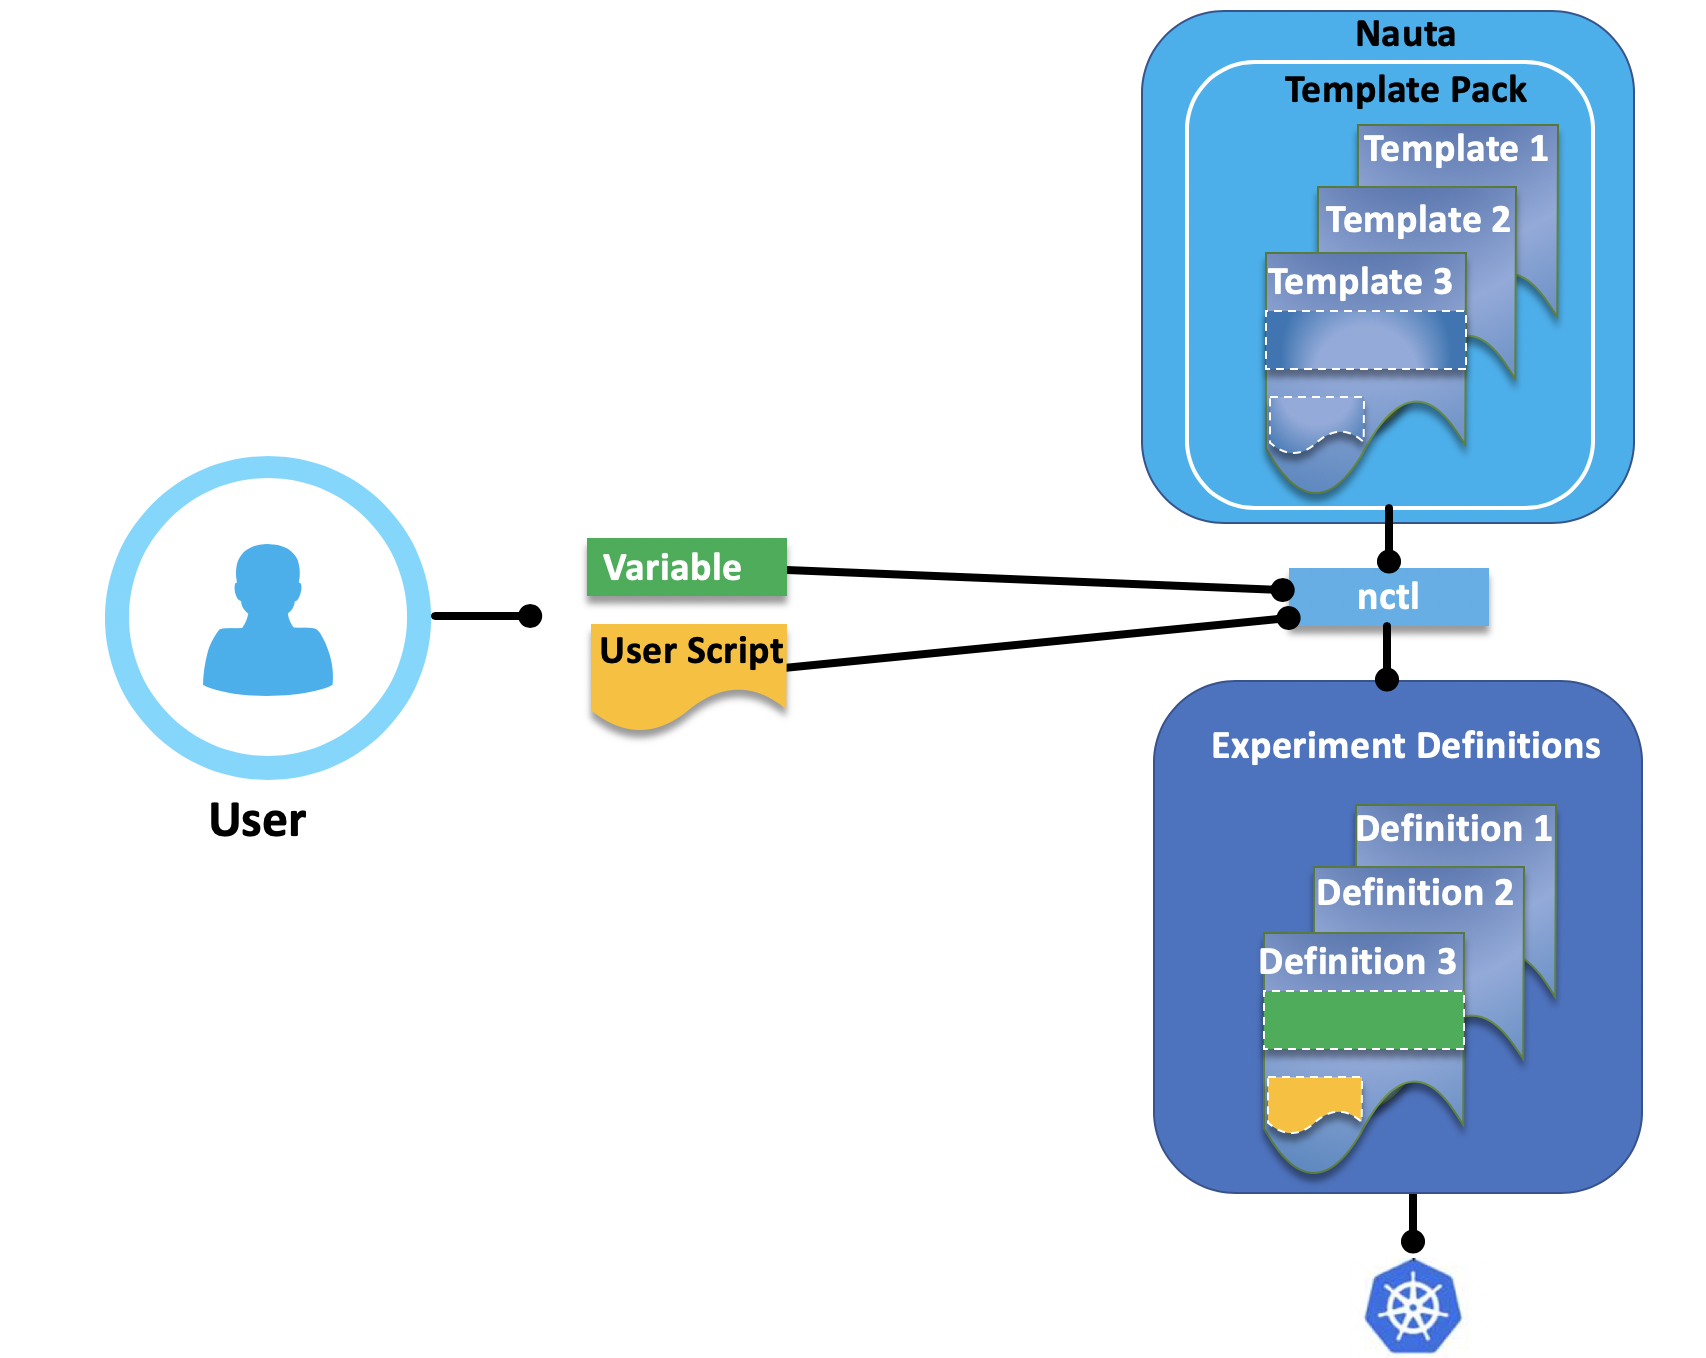 Nauta
Template Pack
Template 1
Template 2
Template 3
Variable
User Script
nctl
User
Experiment Definitions
Definition 1
Definition 2
Definition 3